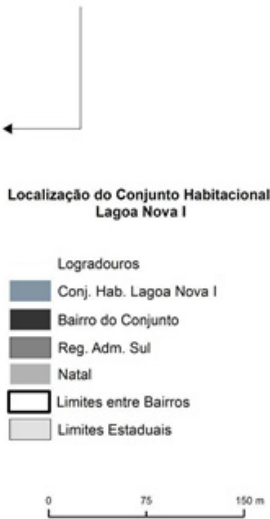 Localização do Conjunto Habitacional
Lagoa Nova I
Logradouros
Conj. Hab. Lagoa Nova I
Bairro do Conjunto
Reg. Adm. Sul
Natal
Limites entre Bairros
Limites Estaduais
0 75 150 m